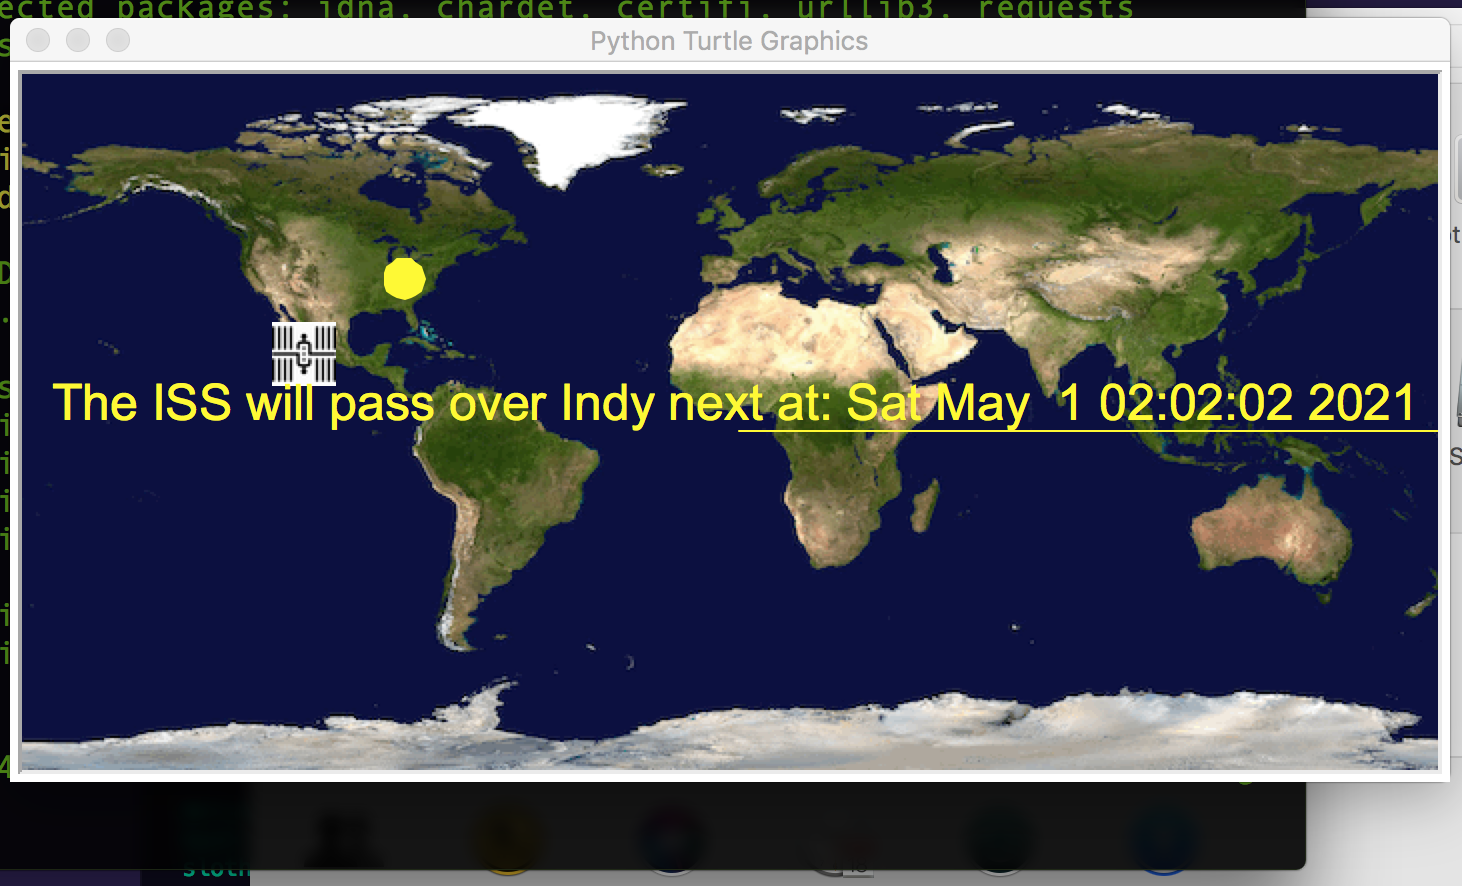 ected packages: idna, chardet, certifi, urllib3, requests
Python Turtle Graphics
The ISS will pass over Indy next at: Sat May  1 02:02:02 2021